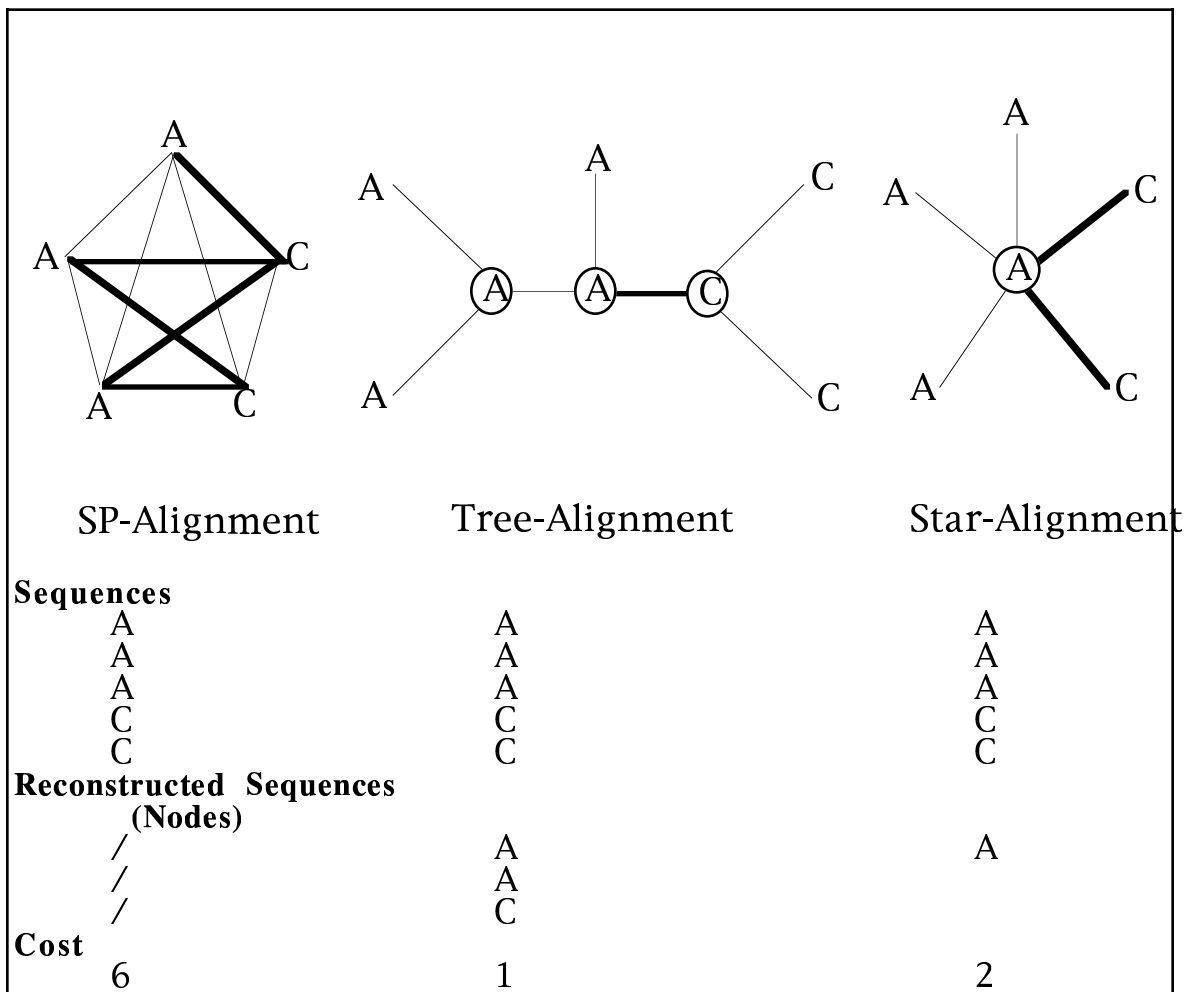 A
A
A
A
C
A
A
C
C
A
C
A
A
A
C
A
A
C
A
C
A
C
SP-Alignment
Tree-Alignment
Star-Alignment
Sequences
A A A
A A A
A A A
C C C
C C C
Reconstructed Sequences
(Nodes)
/ A A
/ A
/ C
Cost
6 1 2